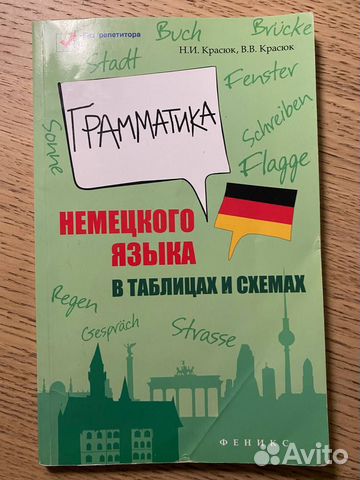 репетитора
Buch
Brücke
Н.И. Красюк, В.В. Красюк
Stadt
Fenster
Грамматика
Schreiben
Sonne
Flagge
НЕМЕЦКОГО
ЯЗЫКА
В ТАБЛИЦАХ И СХЕМАХ
Regen
Gespräch
Strasse
ФЕНИКС
Avito